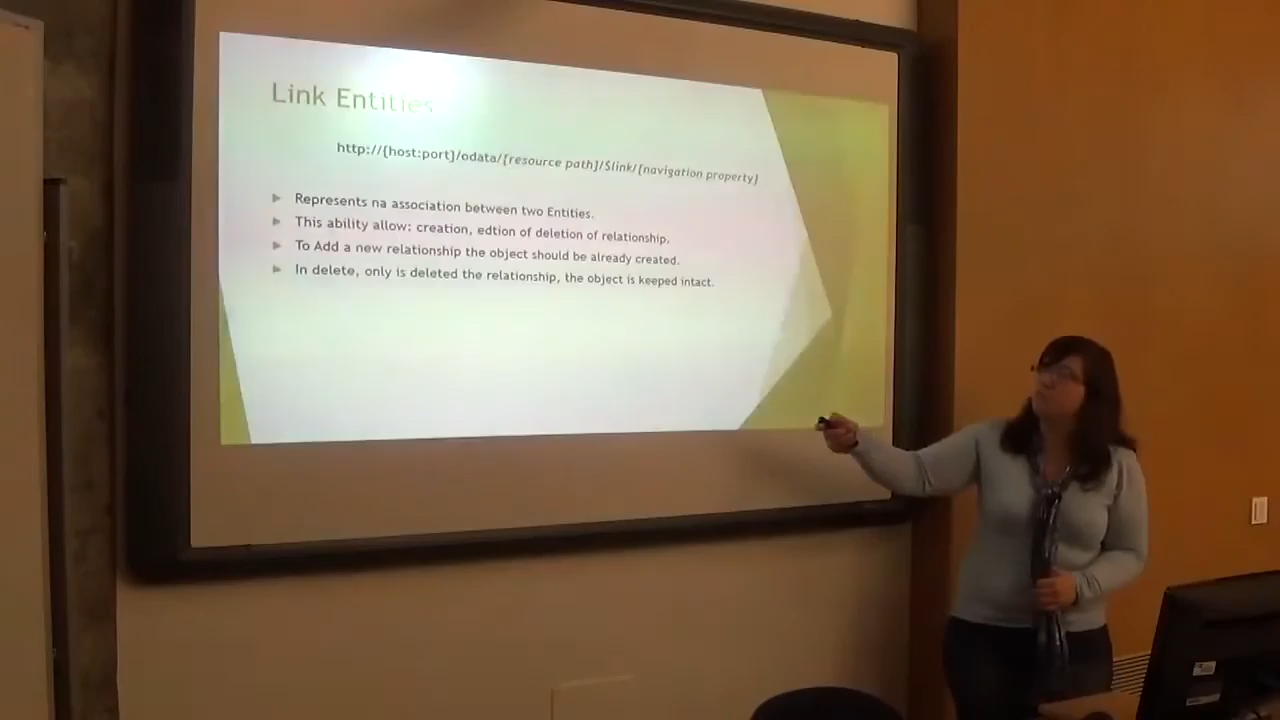 Link Entities
http://{host:port}/odata/{resource path}/$link/{navigation property}
Represents na association between two Entities.
This ability allow: creation, edtion of deletion of relationship.
To Add a new relationship the object should be already created.
In delete, only is deleted the relationship, the object is keeped intact.